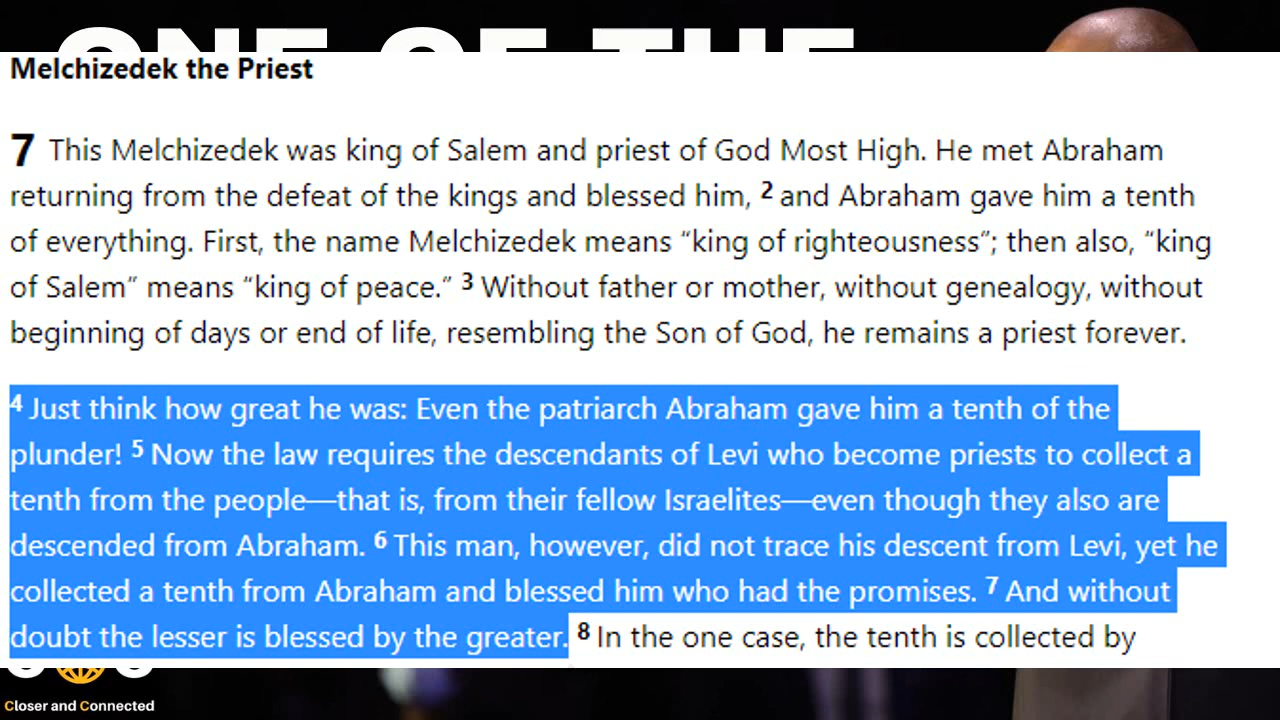 ONE OF THE
Melchizedek the Priest
7 This Melchizedek was king of Salem and priest of God Most High. He met Abraham
returning from the defeat of the kings and blessed him, 2 and Abraham gave him a tenth
of everything. First, the name Melchizedek means “king of righteousness”; then also, “king
of Salem” means “king of peace.” 3 Without father or mother, without genealogy, without
beginning of days or end of life, resembling the Son of God, he remains a priest forever.
4 Just think how great he was: Even the patriarch Abraham gave him a tenth of the
plunder! 5 Now the law requires the descendants of Levi who become priests to collect a
tenth from the people—that is, from their fellow Israelites—even though they also are
descended from Abraham. 6 This man, however, did not trace his descent from Levi, yet he
collected a tenth from Abraham and blessed him who had the promises. 7 And without
doubt the lesser is blessed by the greater. 8 In the one case, the tenth is collected by
Closer and Connected